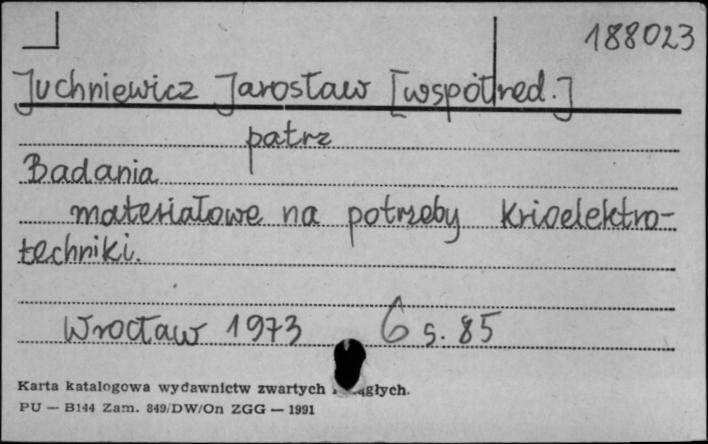 188023
Juchniewicz Jarosław [współred.]
patrz
Badania
materiałowe na potrzeby krioelektro-
techniki.
Wrocław 1973 6 s. 85
Karta katalogowa wydawnictw zwartych
PU — B144 Zam. 849/DW/On ZGG — 1991